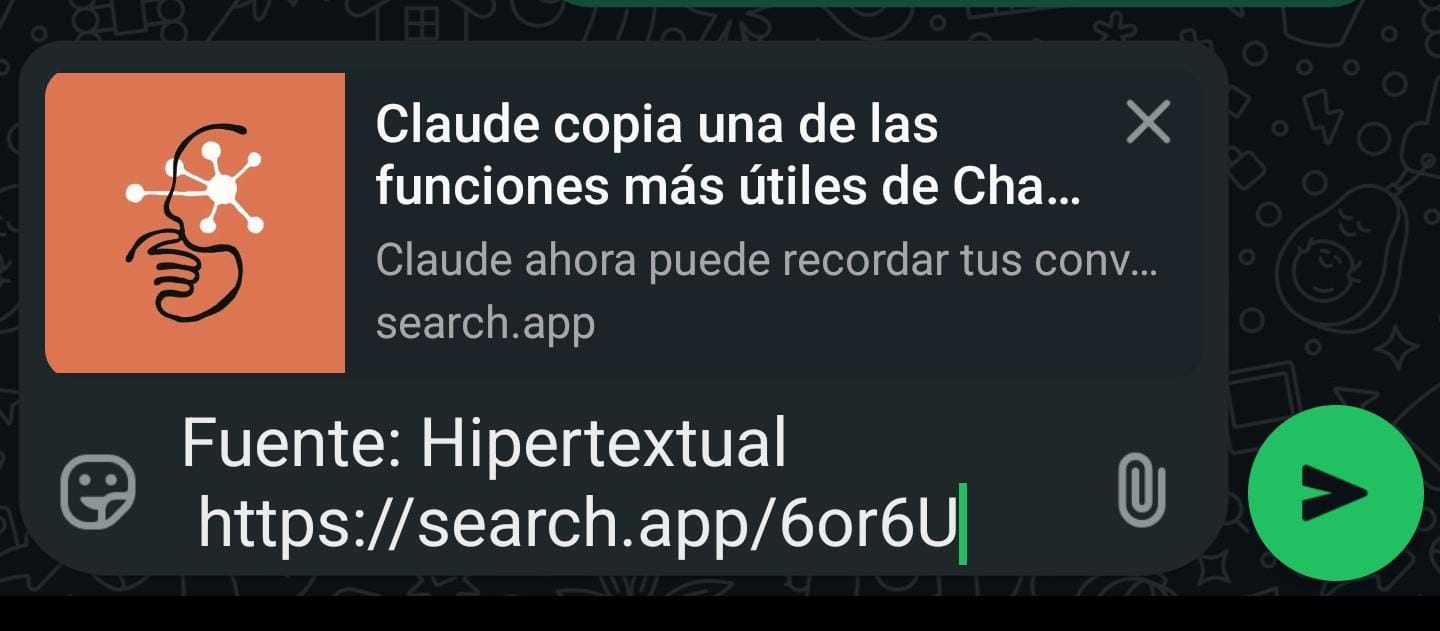 Claude copia una de las
funciones más útiles de Cha...
Claude ahora puede recordar tus conv...
search.app
Fuente: Hipertextual
https://search.app/6or6U